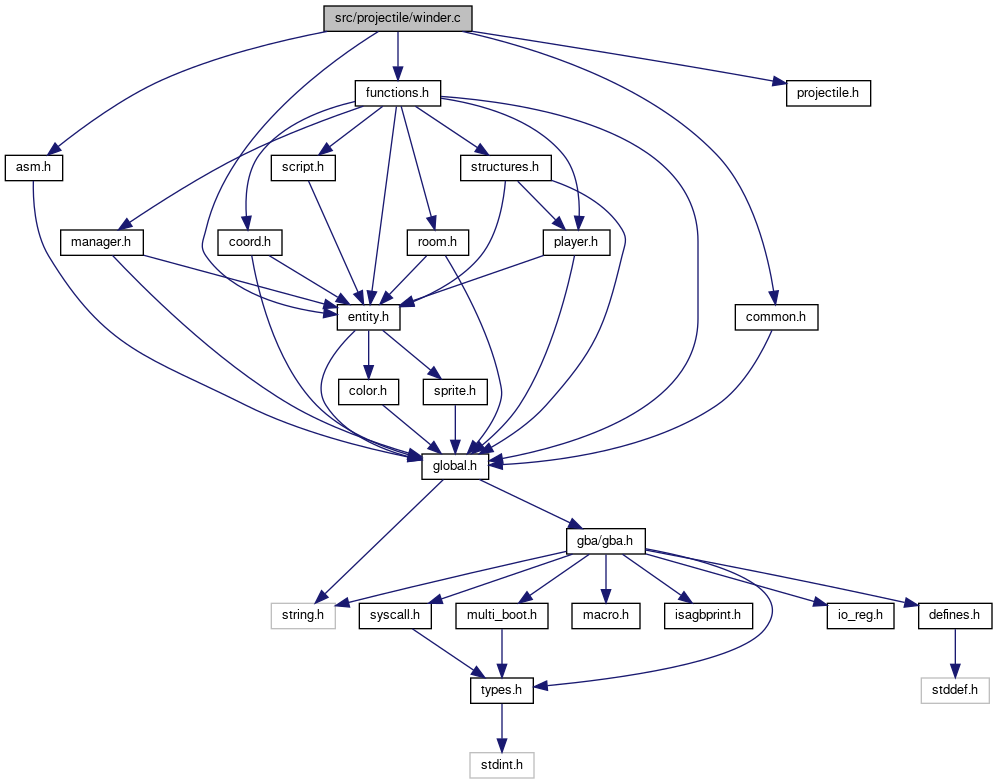 src/projectile/winder.c
functions.h
projectile.h
asm.h
script.h
structures.h
manager.h
coord.h
room.h
player.h
entity.h
common.h
color.h
sprite.h
global.h
gba/gba.h
string.h
syscall.h
multi_boot.h
macro.h
isagbprint.h
io_reg.h
defines.h
types.h
stddef.h
stdint.h